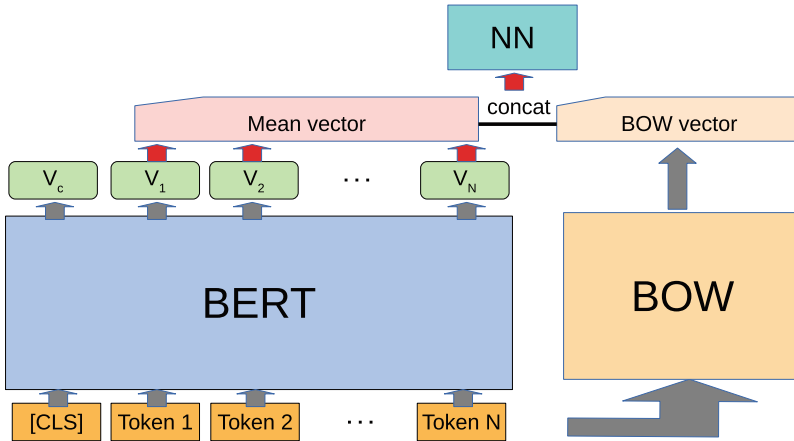 NN
concat
Mean vector
BOW vector
Vc
V1
V2
...
VN
BERT
BOW
[CLS]
Token 1
Token 2
...
Token N